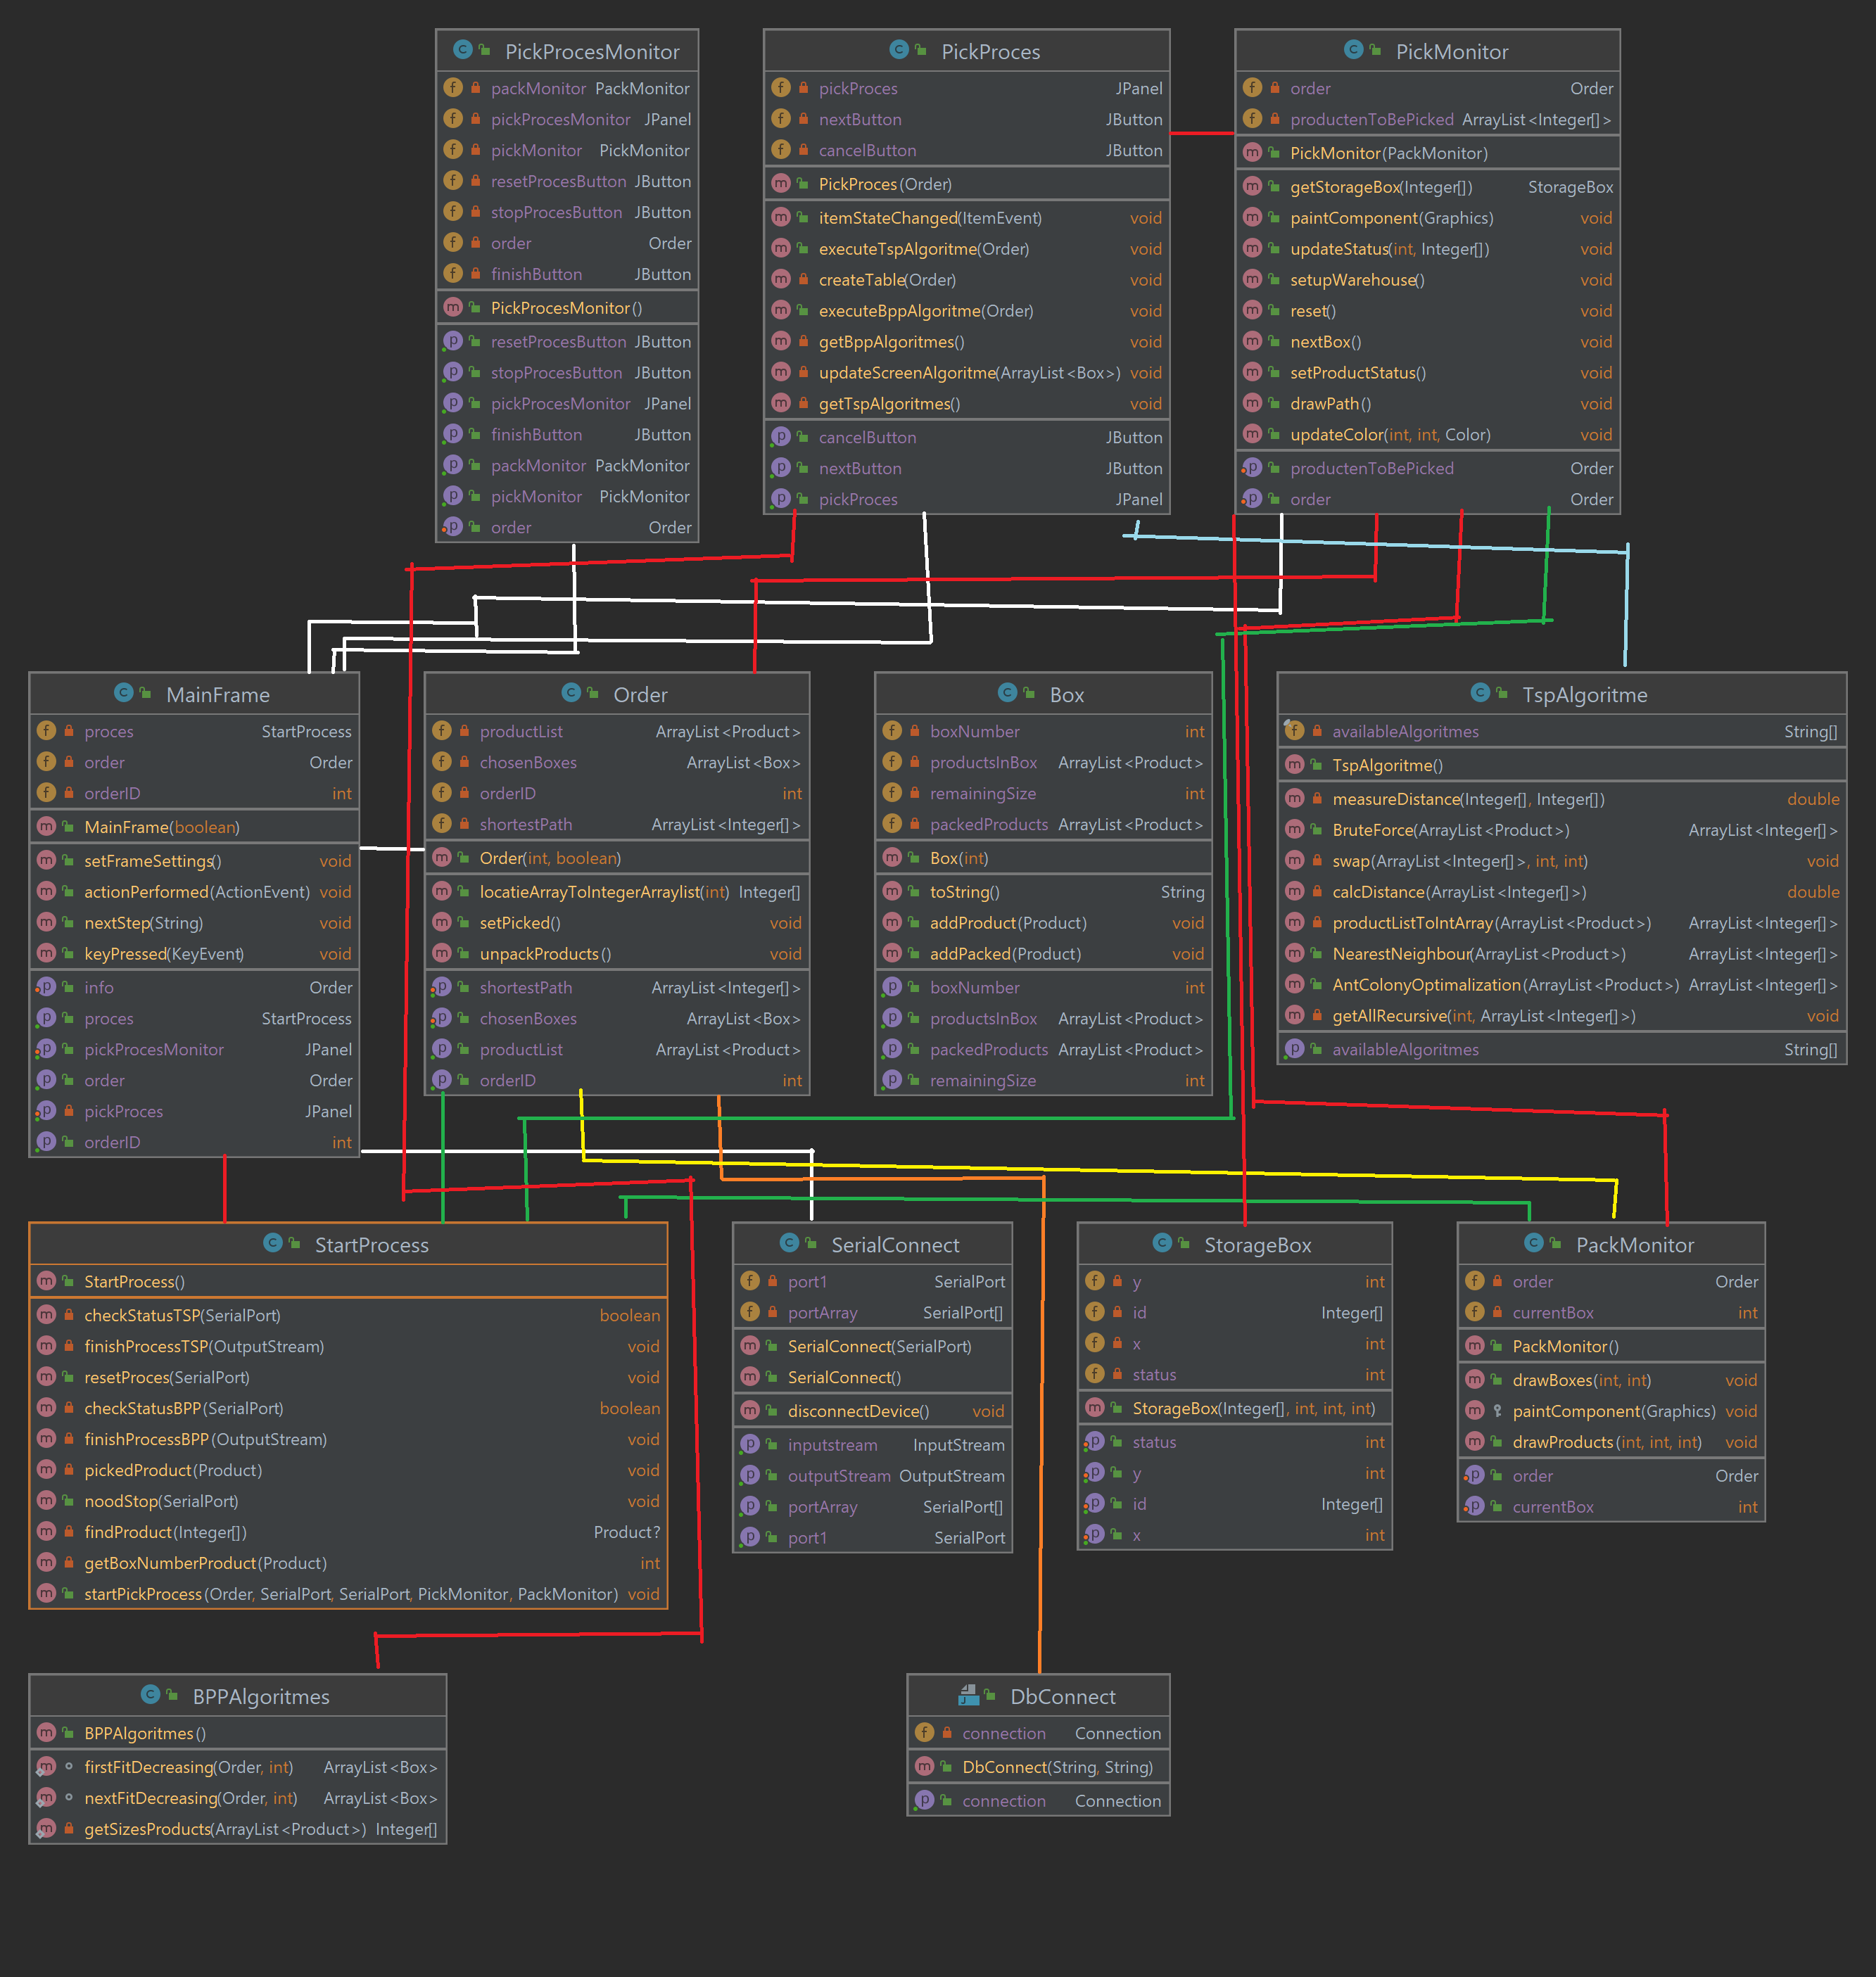 PickProcesMonitor
packMonitor PackMonitor
pickProcesMonitor JPanel
pickMonitor PickMonitor
resetProcesButton JButton
stopProcesButton JButton
order Order
finishButton JButton
PickProcesMonitor()
resetProcesButton JButton
stopProcesButton JButton
pickProcesMonitor JPanel
finishButton JButton
packMonitor PackMonitor
pickMonitor PickMonitor
order Order
PickProces
pickProces JPanel
nextButton JButton
cancelButton JButton
PickProces(Order)
itemStateChanged(ItemEvent) void
executeTspAlgoritme(Order) void
createTable(Order) void
executeBppAlgoritme(Order) void
getBppAlgoritmes() void
updateScreenAlgoritme(ArrayList<Box>) void
getTspAlgoritmes() void
cancelButton JButton
nextButton JButton
pickProces JPanel
PickMonitor
order Order
productenToBePicked ArrayList<Integer[]>
PickMonitor(PackMonitor)
getStorageBox(Integer[]) StorageBox
paintComponent(Graphics) void
updateStatus(int, Integer[]) void
setupWarehouse() void
reset() void
nextBox() void
setProductStatus() void
drawPath() void
updateColor(int, int, Color) void
productenToBePicked Order
order Order
MainFrame
proces StartProcess
order Order
orderID int
MainFrame(boolean)
setFrameSettings() void
actionPerformed(ActionEvent) void
nextStep(String) void
keyPressed(KeyEvent) void
info Order
proces StartProcess
pickProcesMonitor JPanel
order Order
pickProces JPanel
orderID int
Order
productList ArrayList<Product>
chosenBoxes ArrayList<Box>
orderID int
shortestPath ArrayList<Integer[]>
Order(int, boolean)
locatieArrayToIntegerArraylist(int) Integer[]
setPicked() void
unpackProducts() void
shortestPath ArrayList<Integer[]>
chosenBoxes ArrayList<Box>
productList ArrayList<Product>
orderID int
Box
boxNumber int
productsInBox ArrayList<Product>
remainingSize int
packedProducts ArrayList<Product>
Box(int)
toString() String
addProduct(Product) void
addPacked(Product) void
boxNumber int
productsInBox ArrayList<Product>
packedProducts ArrayList<Product>
remainingSize int
TspAlgoritme
availableAlgoritmes String[]
TspAlgoritme()
measureDistance(Integer[], Integer[]) double
BruteForce(ArrayList<Product>) ArrayList<Integer[]>
swap(ArrayList<Integer[]>, int, int) void
calcDistance(ArrayList<Integer[]>) double
productListToIntArray(ArrayList<Product>) ArrayList<Integer[]>
NearestNeighbour(ArrayList<Product>) ArrayList<Integer[]>
AntColonyOptimalization(ArrayList<Product>) ArrayList<Integer[]>
getAllRecursive(int, ArrayList<Integer[]>) void
availableAlgoritmes String[]
StartProcess
StartProcess()
checkStatusTSP(SerialPort) boolean
finishProcessTSP(OutputStream) void
resetProces(SerialPort) void
checkStatusBPP(SerialPort) boolean
finishProcessBPP(OutputStream) void
pickedProduct(Product) void
noodStop(SerialPort) void
findProduct(Integer[]) Product?
getBoxNumberProduct(Product) int
startPickProcess(Order, SerialPort, SerialPort, PickMonitor, PackMonitor) void
SerialConnect
port1 SerialPort
portArray SerialPort[]
SerialConnect(SerialPort)
SerialConnect()
disconnectDevice() void
inputstream InputStream
outputStream OutputStream
portArray SerialPort[]
port1 SerialPort
StorageBox
y int
id Integer[]
x int
status int
StorageBox(Integer[], int, int, int)
status int
y int
id Integer[]
x int
PackMonitor
order Order
currentBox int
PackMonitor()
drawBoxes(int, int) void
paintComponent(Graphics) void
drawProducts(int, int, int) void
order Order
currentBox int
BPPAlgoritmes
BPPAlgoritmes()
firstFitDecreasing(Order, int) ArrayList<Box>
nextFitDecreasing(Order, int) ArrayList<Box>
getSizesProducts(ArrayList<Product>) Integer[]
DbConnect
connection Connection
DbConnect(String, String)
connection Connection